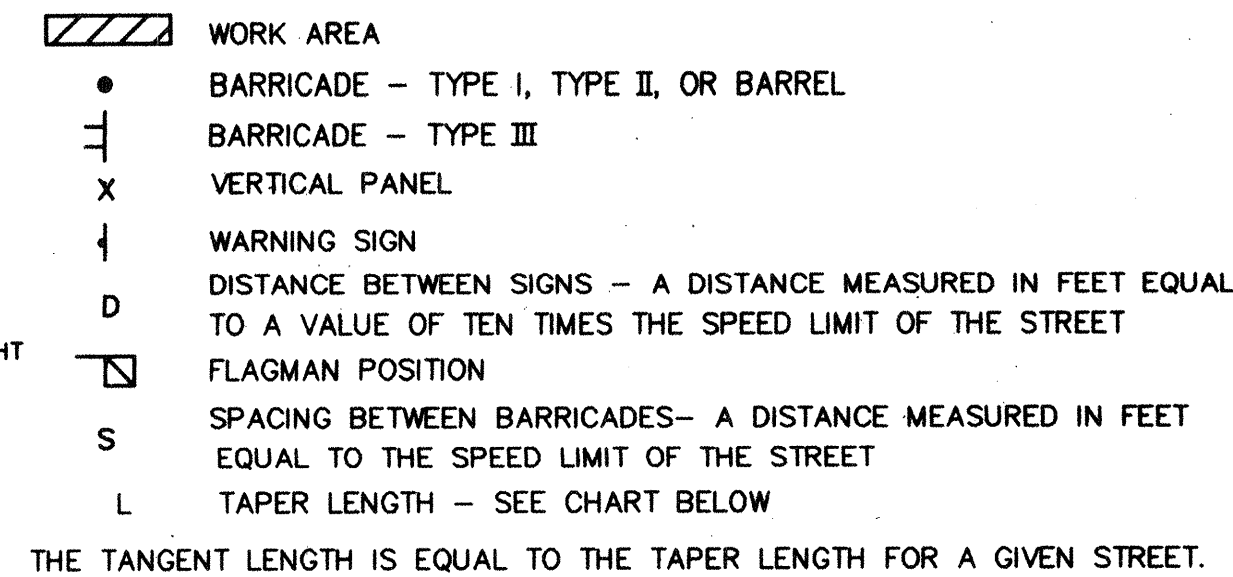 WORK AREA
BARRICADE – TYPE I, TYPE II, OR BARREL
BARRICADE – TYPE III
X VERTICAL PANEL
WARNING SIGN
DISTANCE BETWEEN SIGNS – A DISTANCE MEASURED IN FEET EQUAL
D
TO A VALUE OF TEN TIMES THE SPEED LIMIT OF THE STREET
HT
FLAGMAN POSITION
SPACING BETWEEN BARRICADES– A DISTANCE MEASURED IN FEET
S
EQUAL TO THE SPEED LIMIT OF THE STREET
L TAPER LENGTH – SEE CHART BELOW
THE TANGENT LENGTH IS EQUAL TO THE TAPER LENGTH FOR A GIVEN STREET.